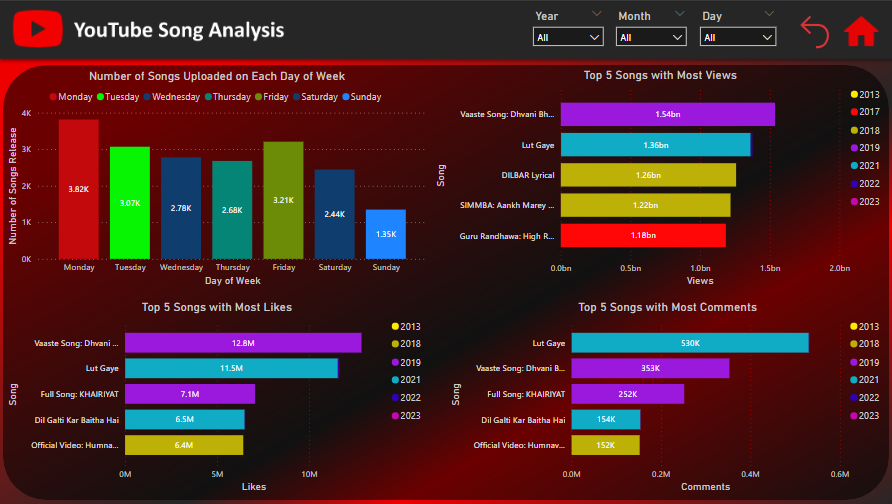 YouTube Song Analysis
Year Month Day
All All All
Number of Songs Uploaded on Each Day of Week
Monday Tuesday Wednesday Thursday Friday Saturday Sunday
Number of Songs Release
4K
3K
2K
1K
0K
3.82K
3.07K
2.78K
2.68K
3.21K
2.44K
1.35K
Monday Tuesday Wednesday Thursday Friday Saturday Sunday
Day of Week
Top 5 Songs with Most Views
Song
Vaaste Song: Dhvani Bh... 1.54bn
Lut Gaye 1.36bn
DILBAR Lyrical 1.26bn
SIMMBA: Aankh Marey ... 1.22bn
Guru Randhawa: High R... 1.18bn
0.0bn 0.5bn 1.0bn 1.5bn 2.0bn
Views
2013
2017
2018
2019
2021
2022
2023
Top 5 Songs with Most Likes
Song
Vaaste Song: Dhvani ... 12.8M
Lut Gaye 11.5M
Full Song: KHAIRIYAT 7.1M
Dil Galti Kar Baitha Hai 6.5M
Official Video: Humna... 6.4M
0M 5M 10M
Likes
2013
2018
2019
2021
2022
2023
Top 5 Songs with Most Comments
Song
Lut Gaye 530K
Vaaste Song: Dhvani B... 353K
Full Song: KHAIRIYAT 252K
Dil Galti Kar Baitha Hai 154K
Official Video: Humnav... 152K
0.0M 0.2M 0.4M 0.6M
Comments
2013
2018
2019
2021
2022
2023